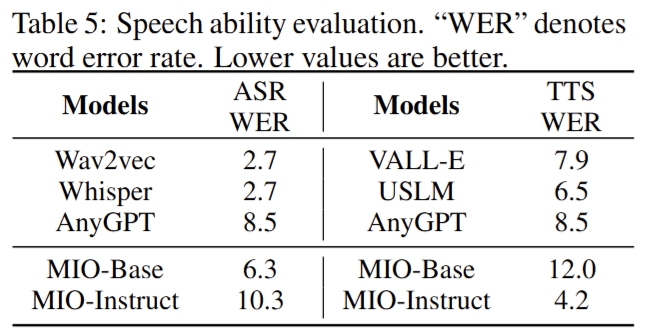 Table 5: Speech ability evaluation. “WER” denotes
word error rate. Lower values are better.
Models ASR WER Models TTS WER
Wav2vec 2.7 VALL-E 7.9
Whisper 2.7 USLM 6.5
AnyGPT 8.5 AnyGPT 8.5
MIO-Base 6.3 MIO-Base 12.0
MIO-Instruct 10.3 MIO-Instruct 4.2